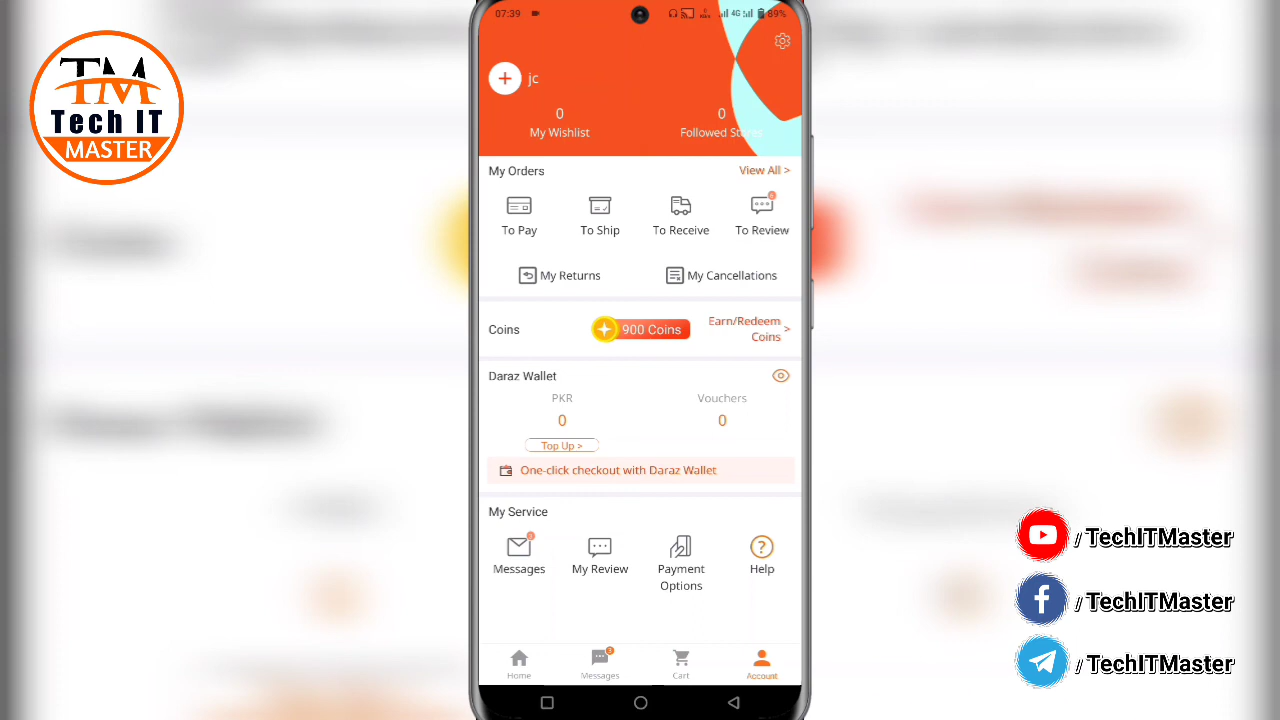 TM
Tech IT
MASTER
07:39
4G
89%
jc
0
My Wishlist
0
Followed Stores
My Orders
View All >
To Pay
To Ship
To Receive
To Review
My Returns
My Cancellations
Coins
900 Coins
Earn/Redeem
Coins >
Daraz Wallet
PKR
0
Vouchers
0
Top Up >
One-click checkout with Daraz Wallet
My Service
Messages
My Review
Payment
Options
?
Help
Home
3
Messages
Cart
Account
/ TechITMaster
f / TechITMaster
/ TechITMaster